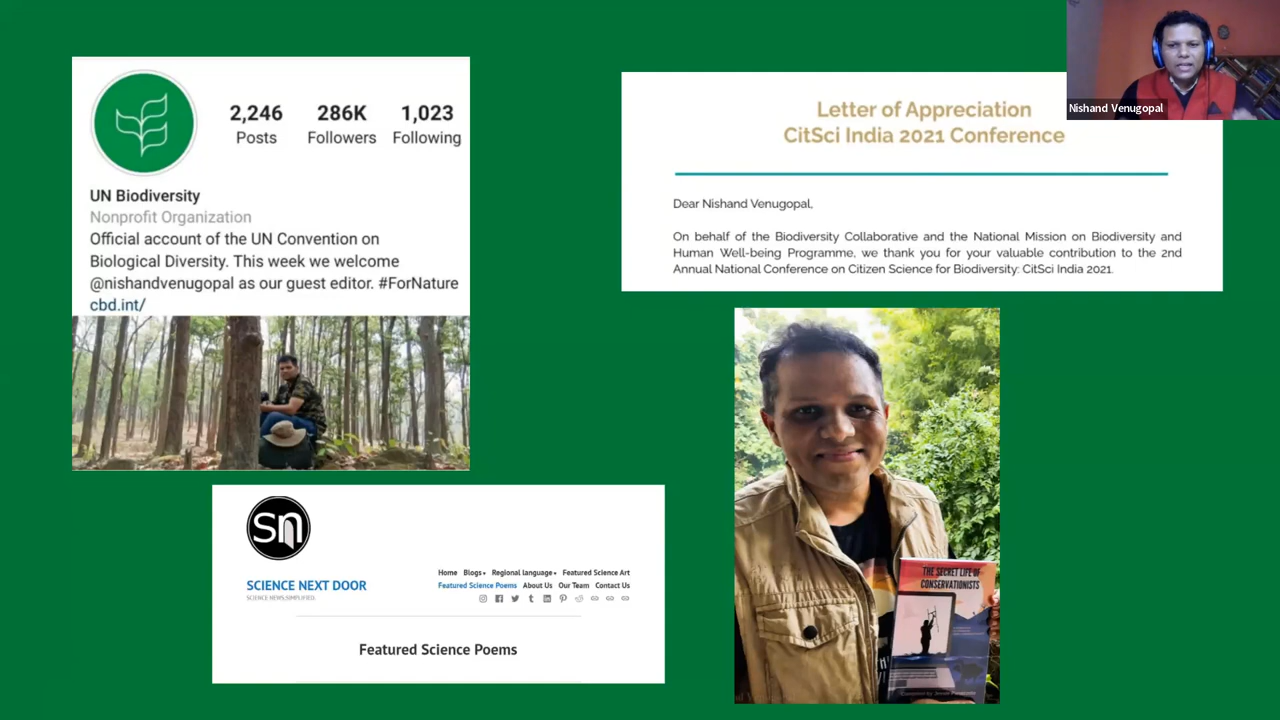 2,246 286K 1,023
Posts Followers Following
UN Biodiversity
Nonprofit Organization
Official account of the UN Convention on
Biological Diversity. This week we welcome
@nishandvenugopal as our guest editor. #ForNature
cbd.int/
Nishand Venugopal
Letter of Appreciation
CitSci India 2021 Conference
Dear Nishand Venugopal,
On behalf of the Biodiversity Collaborative and the National Mission on Biodiversity and
Human Well-being Programme, we thank you for your valuable contribution to the 2nd
Annual National Conference on Citizen Science for Biodiversity: CitSci India 2021.
Sn
SCIENCE NEXT DOOR
SCIENCE NEWS,SIMPLIFIED.
Home Blogs Regional language Featured Science Art
Featured Science Poems About Us Our Team Contact Us
Featured Science Poems
THE SECRET LIFE OF
CONSERVATIONISTS